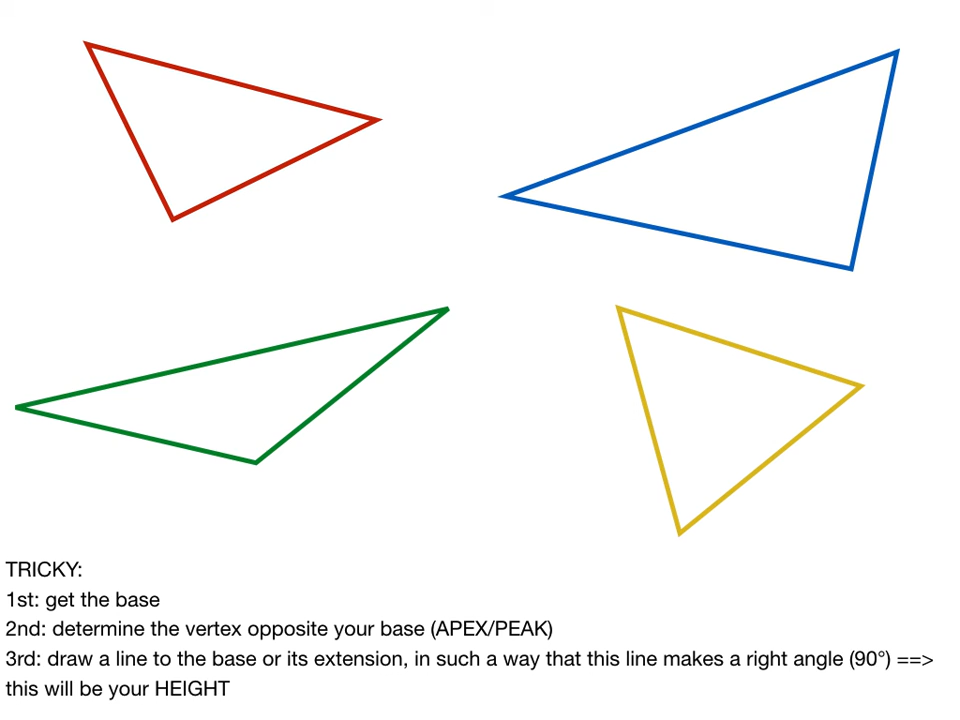 TRICKY:
1st: get the base
2nd: determine the vertex opposite your base (APEX/PEAK)
3rd: draw a line to the base or its extension, in such a way that this line makes a right angle (90°) ==>
this will be your HEIGHT